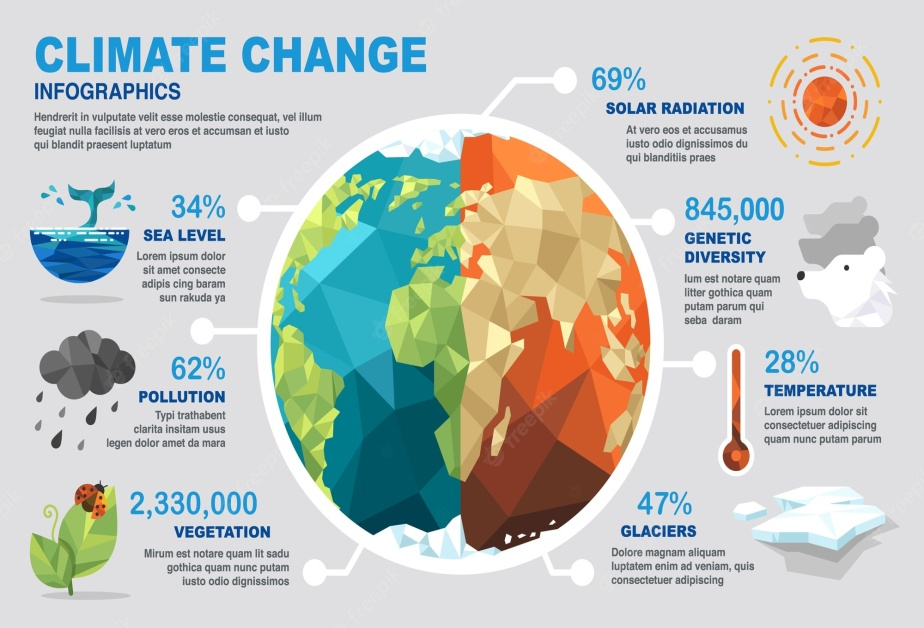 CLIMATE CHANGE
INFOGRAPHICS
Hendrerit in vulputate velit esse molestie consequat, vel illum
feugiat nulla facilisis at vero eros et accumsan et iusto
qui blandit praesent luptatum
34%
SEA LEVEL
Lorem ipsum dolor
sit amet consecte
adipis cing baram
sun rakuda ya
62%
POLLUTION
Typi trathabent
clarita insitam usus
legen dolor amet da mara
2,330,000
VEGETATION
Mirum est notare quam lit sadu
gothica quam nunc putam
iusto odio dignissimos
69%
SOLAR RADIATION
At vero eos et accusamus
iusto odio dignissimos du
qui blanditiis praes
845,000
GENETIC
DIVERSITY
Ium est notare quam
litter gothica quam
putam parum qui
seba daram
28%
TEMPERATURE
Lorem ipsum dolor sit
consectetuer adipiscing
quam nunc putam parum
47%
GLACIERS
Dolore magnam aliquam
luptatem enim ad veniam, quis
consectetuer adipiscing
freepik
freepik